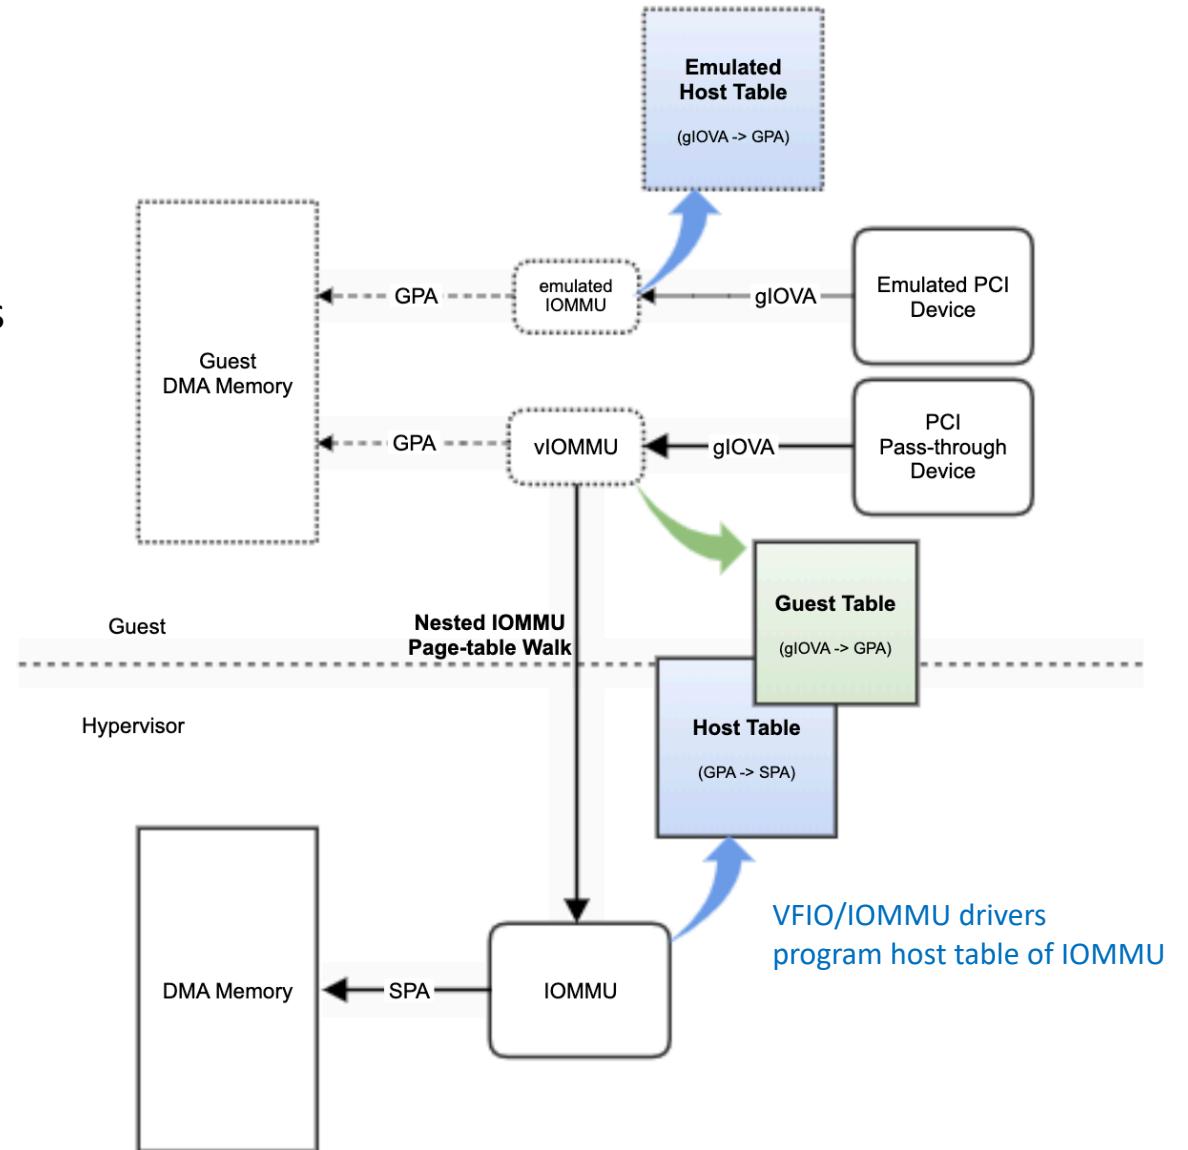 Emulated
Host Table
(gIOVA -> GPA)
GPA
emulated
IOMMU
gIOVA
Emulated PCI
Device
s
Guest
DMA Memory
GPA
vIOMMU
gIOVA
PCI
Pass-through
Device
Guest Table
(gIOVA -> GPA)
Nested IOMMU
Page-table Walk
Guest
Hypervisor
Host Table
(GPA -> SPA)
VFIO/IOMMU drivers
program host table of IOMMU
DMA Memory
SPA
IOMMU